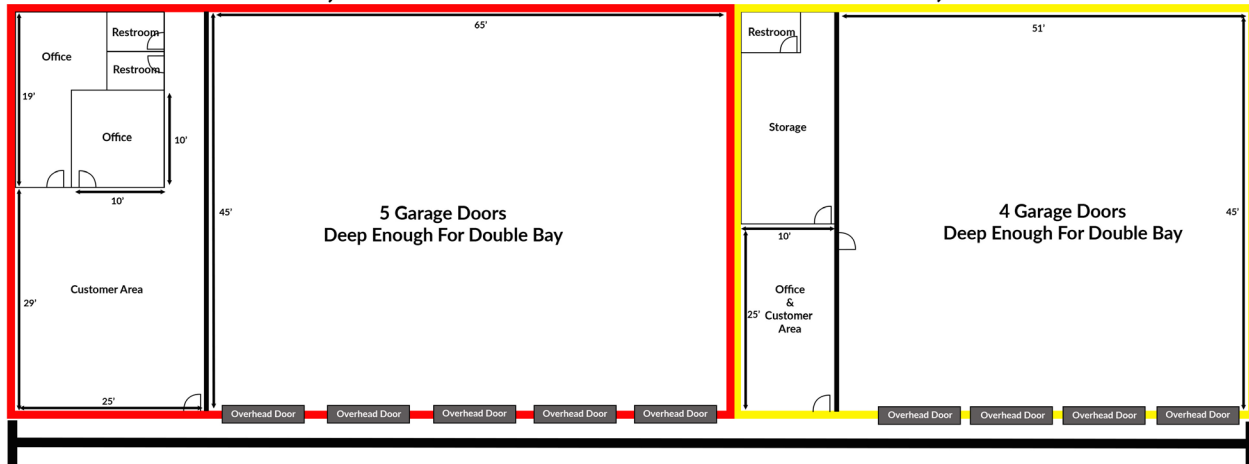 65'
51'
Restroom
Restroom
Office
Restroom
Restroom
19'
Office
10'
Storage
10'
45'
5 Garage Doors
Deep Enough For Double Bay
4 Garage Doors
Deep Enough For Double Bay
45'
10'
Customer Area
29'
Office
&
Customer
Area
25'
25'
Overhead Door
Overhead Door
Overhead Door
Overhead Door
Overhead Door
Overhead Door
Overhead Door
Overhead Door
Overhead Door